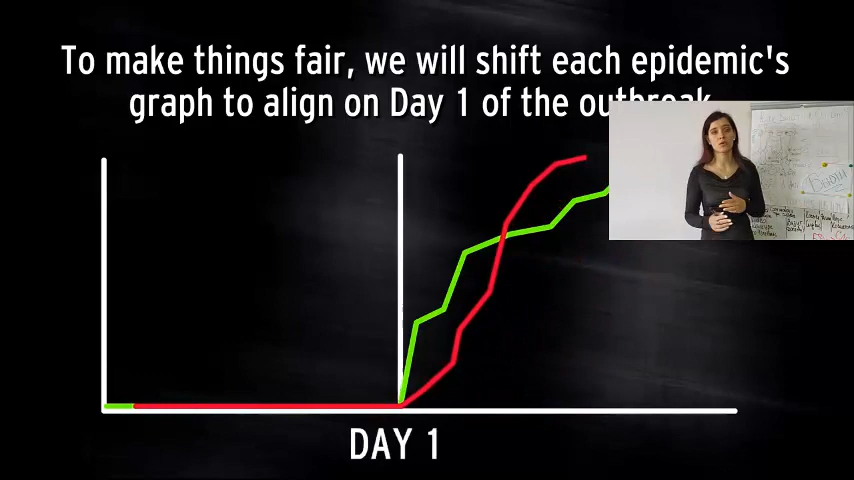 To make things fair, we will shift each epidemic's
graph to align on Day 1 of the outbreak
DAY 1